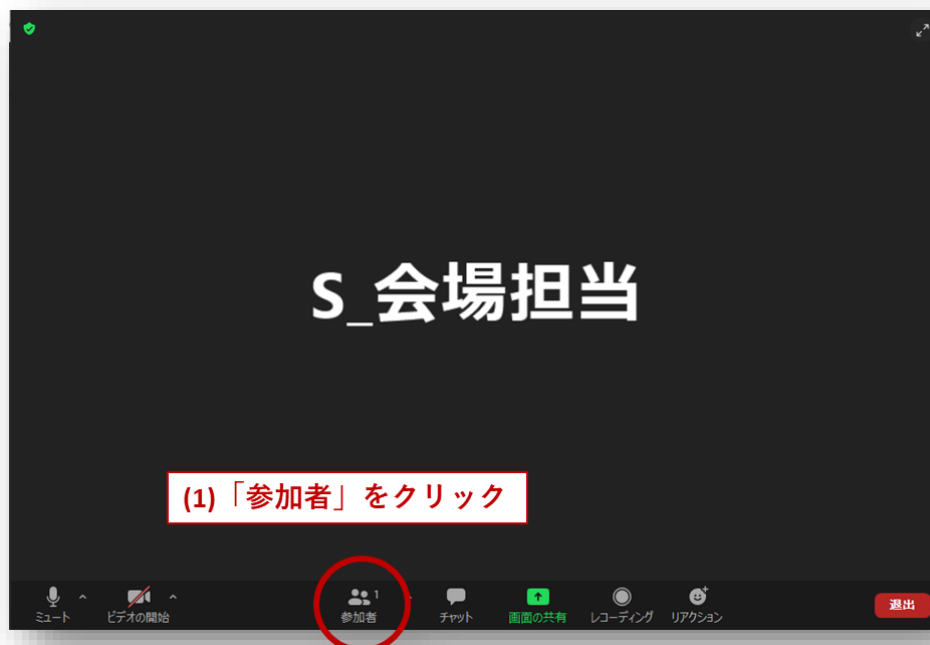 S_会場担当
(1)「参加者」をクリック
1
ミュート ビデオの開始 参加者 チャット 画面の共有 レコーディング リアクション 退出